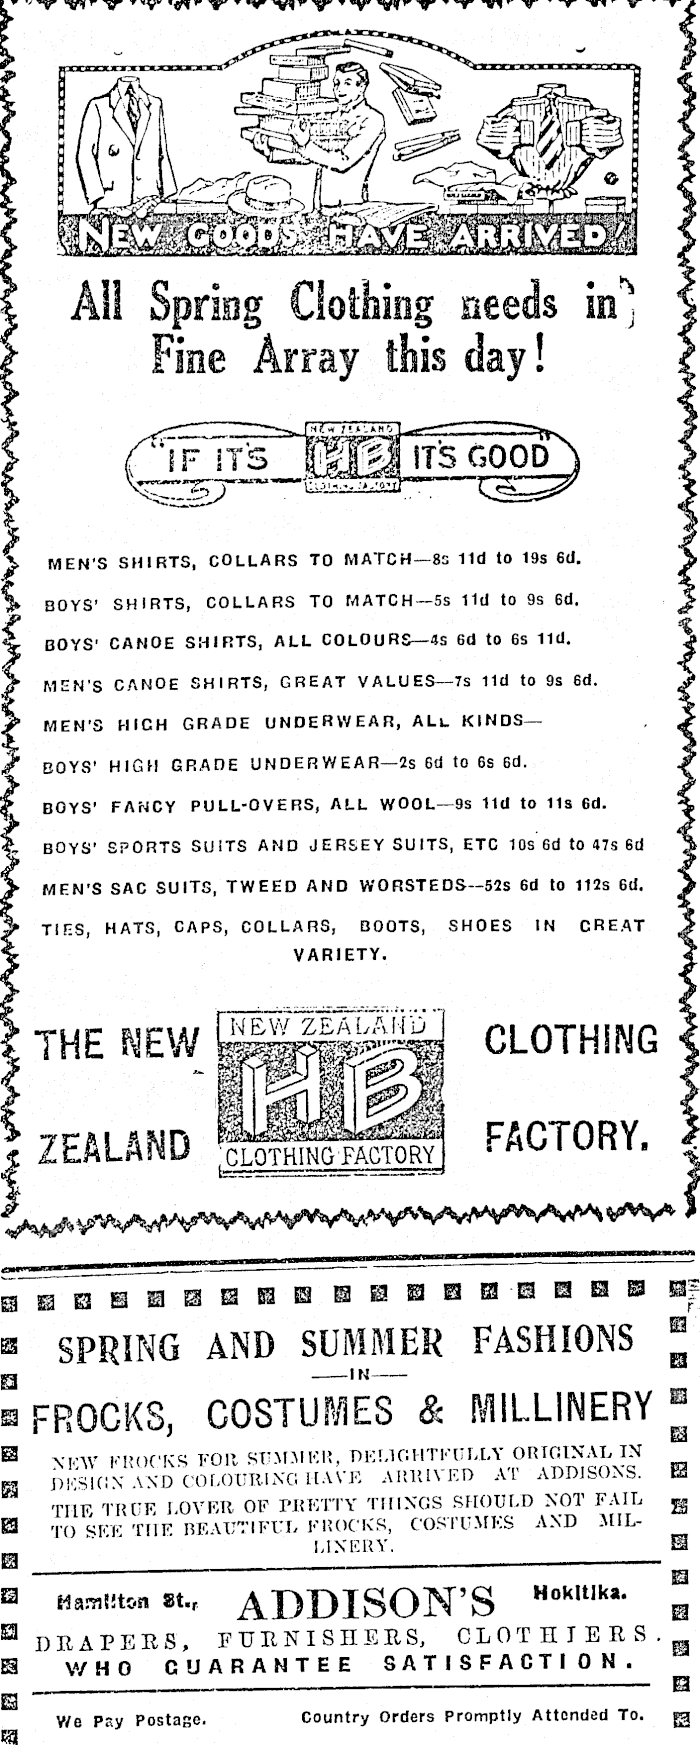 NEW GOODS HAVE ARRIVED!
All Spring Clothing needs in
Fine Array this day!
"IF IT'S NEW ZEALAND HB CLOTHING FACTORY IT'S GOOD"
MEN'S SHIRTS, COLLARS TO MATCH—8s 11d to 19s 6d.
BOYS' SHIRTS, COLLARS TO MATCH—5s 11d to 9s 6d.
BOYS' CANOE SHIRTS, ALL COLOURS—4s 6d to 6s 11d.
MEN'S CANOE SHIRTS, GREAT VALUES—7s 11d to 9s 6d.
MEN'S HIGH GRADE UNDERWEAR, ALL KINDS—
BOYS' HIGH GRADE UNDERWEAR—2s 6d to 6s 6d.
BOYS' FANCY PULL-OVERS, ALL WOOL—9s 11d to 11s 6d.
BOYS' SPORTS SUITS AND JERSEY SUITS, ETC 10s 6d to 47s 6d
MEN'S SAC SUITS, TWEED AND WORSTEDS--52s 6d to 112s 6d.
TIES, HATS, CAPS, COLLARS, BOOTS, SHOES IN GREAT
VARIETY.
THE NEW ZEALAND
NEW ZEALAND
HB
CLOTHING FACTORY
CLOTHING FACTORY.
SPRING AND SUMMER FASHIONS
—IN—
FROCKS, COSTUMES & MILLINERY
NEW FROCKS FOR SUMMER, DELIGHTFULLY ORIGINAL IN
DESIGN AND COLOURING HAVE ARRIVED AT ADDISONS.
THE TRUE LOVER OF PRETTY THINGS SHOULD NOT FAIL
TO SEE THE BEAUTIFUL FROCKS, COSTUMES AND MIL-
LINERY.
Hamilton St., ADDISON'S Hokitika.
DRAPERS, FURNISHERS, CLOTHIERS.
WHO GUARANTEE SATISFACTION.
We Pay Postage. Country Orders Promptly Attended To.